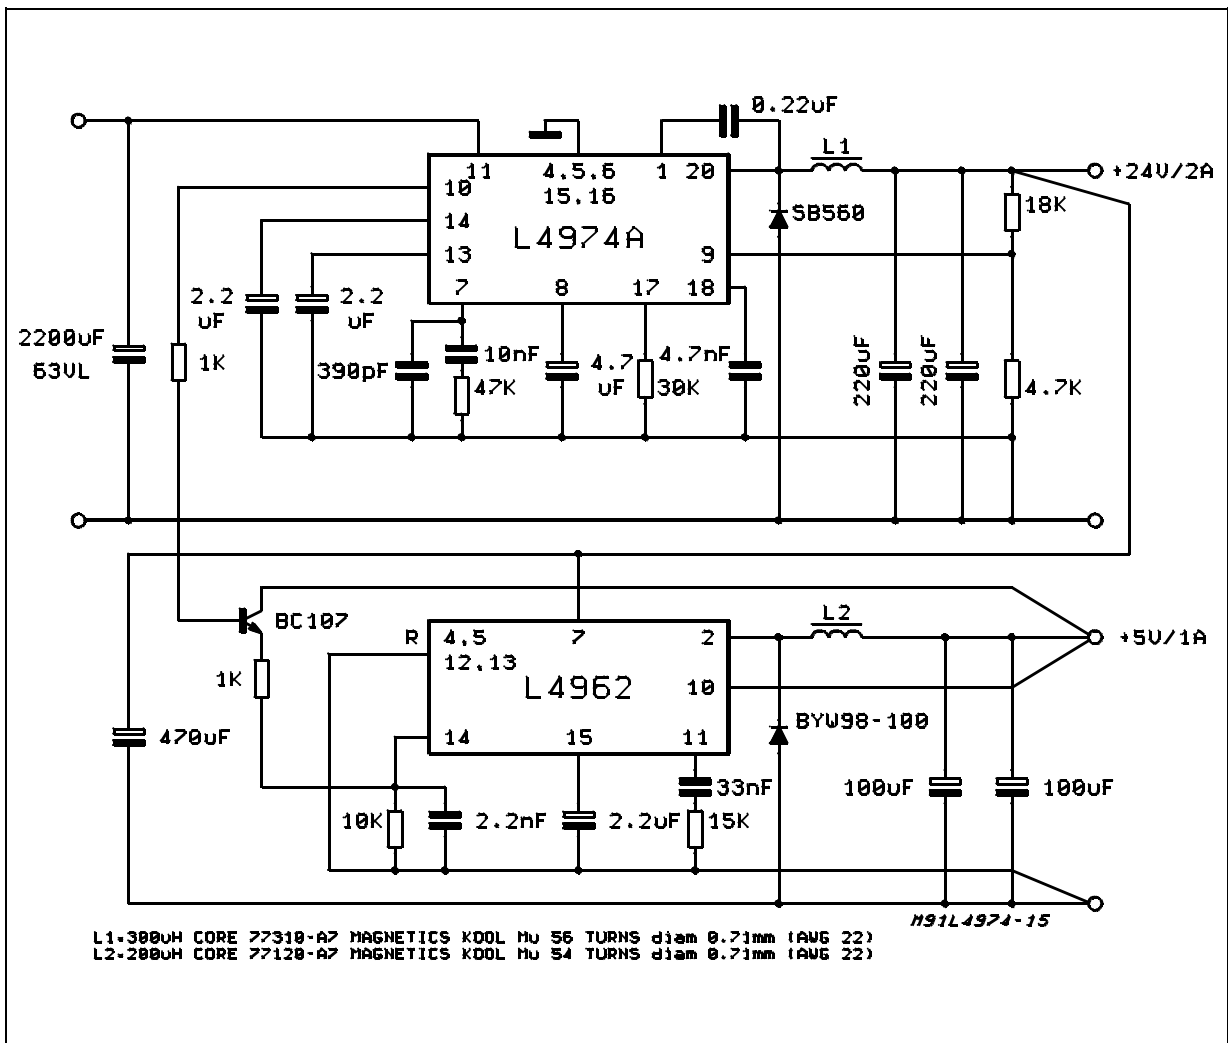 0.22uF
L1
11
4.5.6
1
20
+24V/2A
10
15.16
SB560
18K
14
L4974A
13
9
7
8
17
18
2.2
uF
2.2
uF
2200uF
63VL
1K
390pF
10nF
47K
4.7
uF
30K
4.7nF
220uF
220uF
4.7K
BC107
L2
R
4,5
7
2
+5V/1A
12,13
1K
L4962
10
BYW98-100
470uF
14
15
11
33nF
100uF
100uF
10K
2.2nF
2.2uF
15K
M91L4974-15
L1=300uH CORE 77310-A7 MAGNETICS KOOL Mu 56 TURNS diam 0.71mm (AWG 22)
L2=200uH CORE 77120-A7 MAGNETICS KOOL Mu 54 TURNS diam 0.71mm (AWG 22)